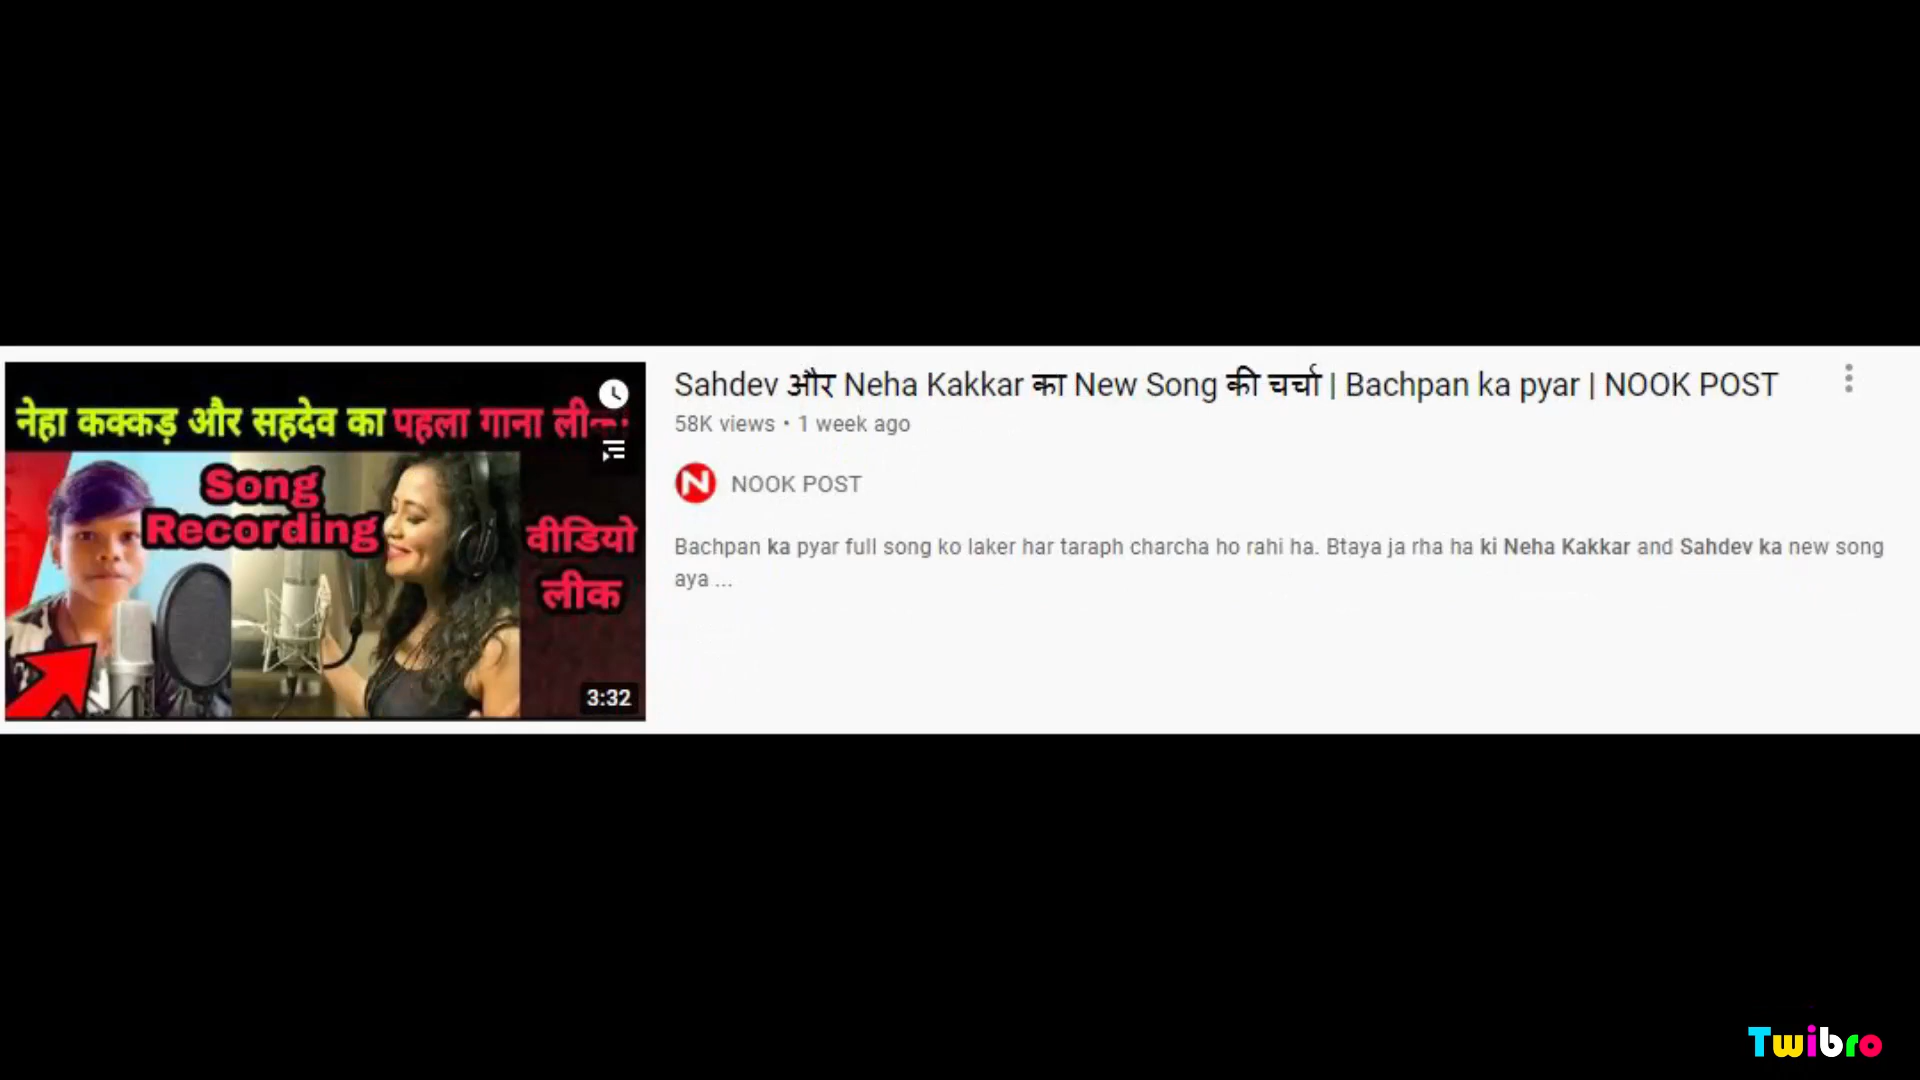 नेहा कक्कड़ और सहदेव का पहला गाना
Song
Recording
वीडियो
लीक
3:32
Sahdev और Neha Kakkar का New Song की चर्चा | Bachpan ka pyar | NOOK POST
58K views • 1 week ago
N
NOOK POST
Bachpan ka pyar full song ko laker har taraph charcha ho rahi ha. Btaya ja rha ha ki Neha Kakkar and Sahdev ka new song
aya ...
Twibro